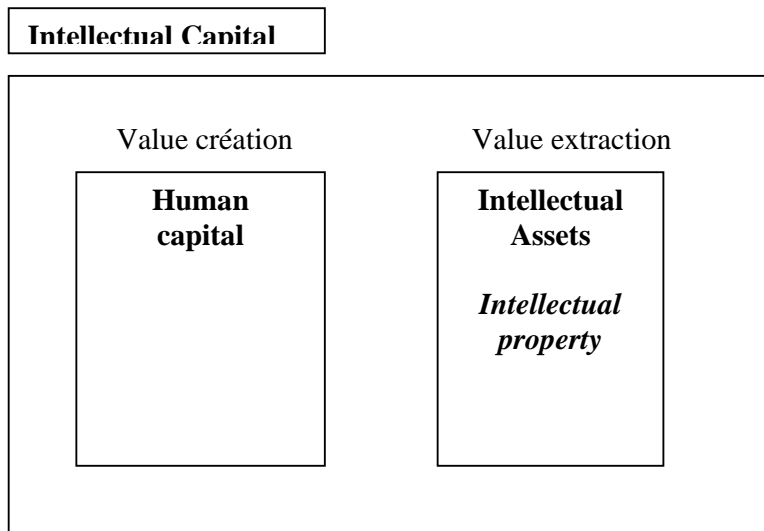 Intellectual Capital
Value création
Value extraction
Human
capital
Intellectual
Assets
Intellectual
property